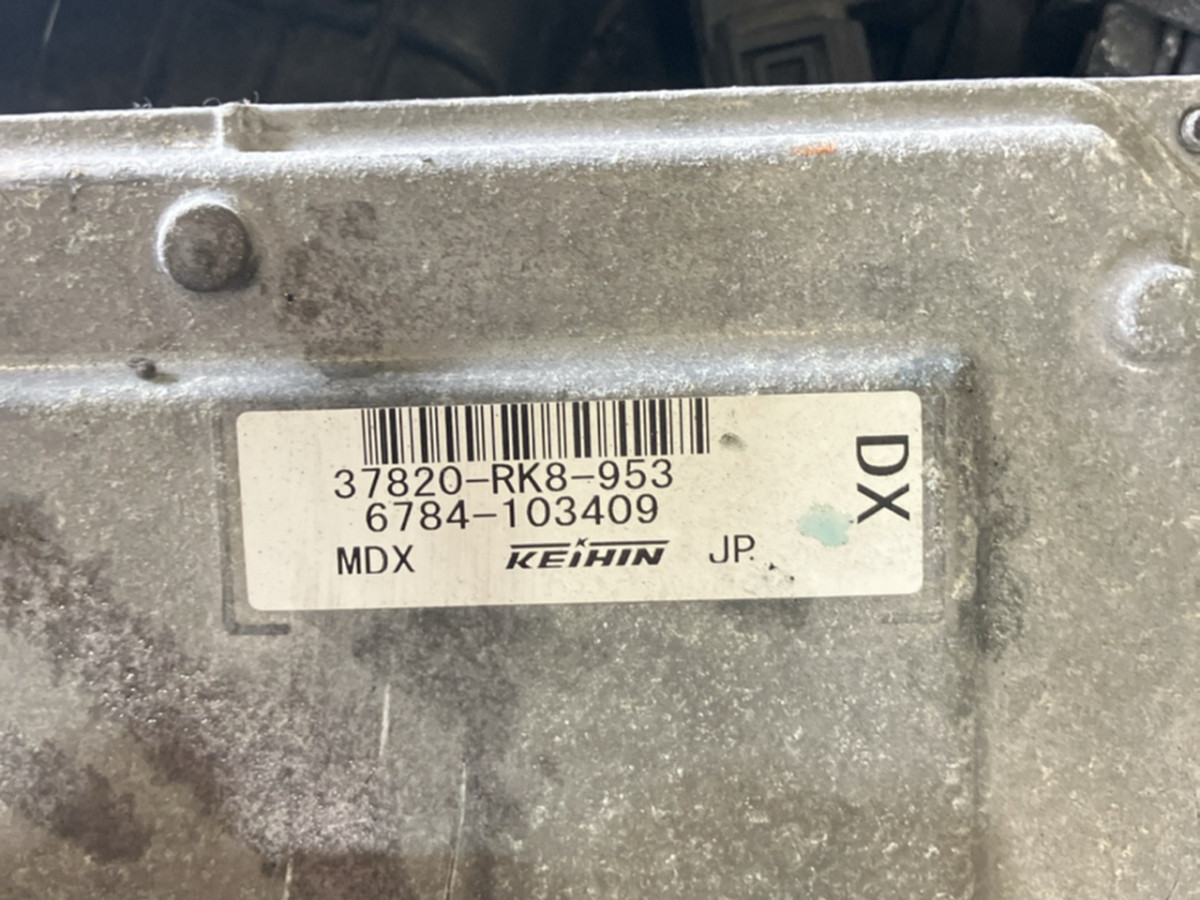 37820-RK8-953
6784-103409
MDX KEIHIN JP
DX